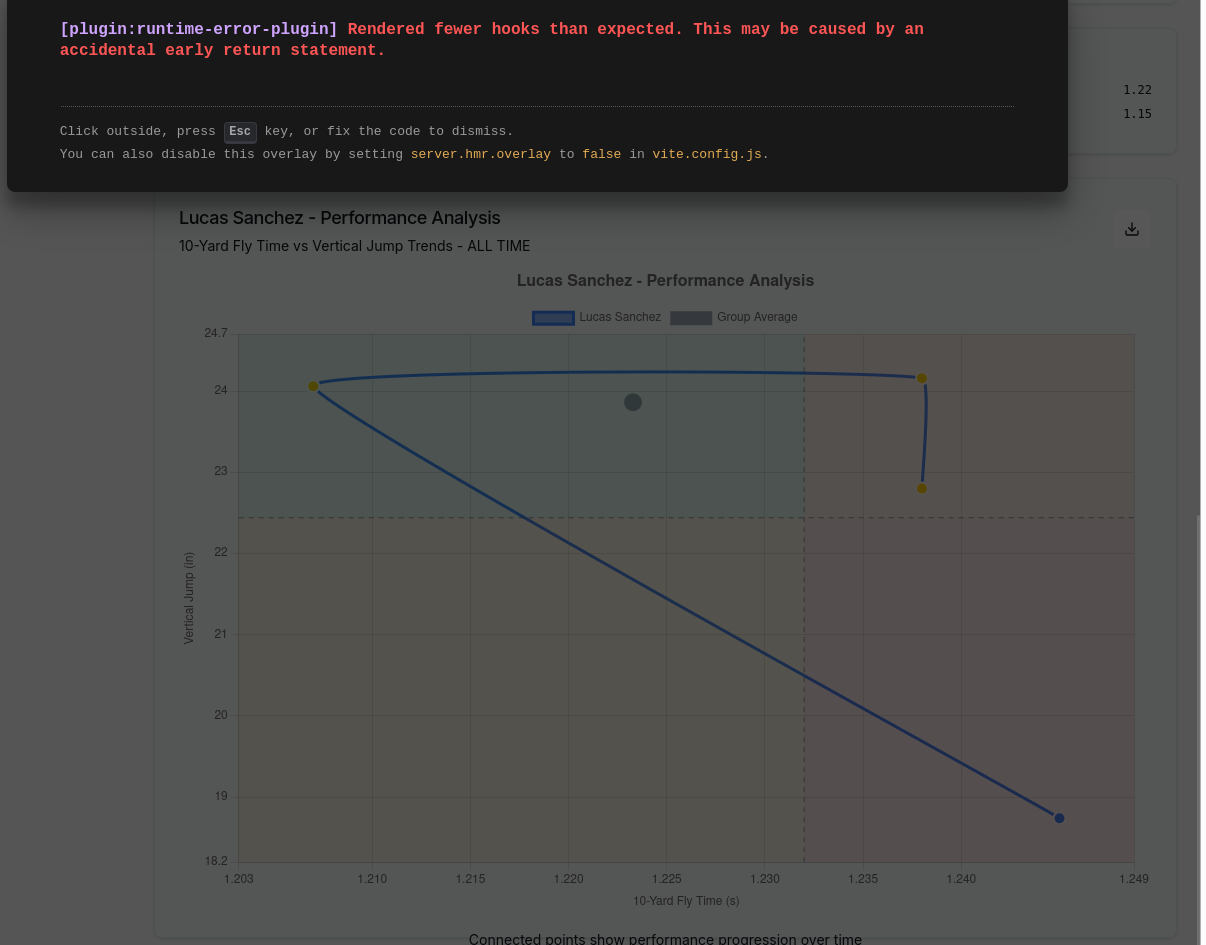 [plugin:runtime-error-plugin] Rendered fewer hooks than expected. This may be caused by an
accidental early return statement.
Click outside, press Esc key, or fix the code to dismiss.
You can also disable this overlay by setting server.hmr.overlay to false in vite.config.js.
1.22
1.15
Lucas Sanchez - Performance Analysis
10-Yard Fly Time vs Vertical Jump Trends - ALL TIME
Lucas Sanchez - Performance Analysis
Lucas Sanchez Group Average
24.7
24
23
22
21
20
19
18.2
Vertical Jump (in)
1.203 1.210 1.215 1.220 1.225 1.230 1.235 1.240 1.249
10-Yard Fly Time (s)
Connected points show performance progression over time